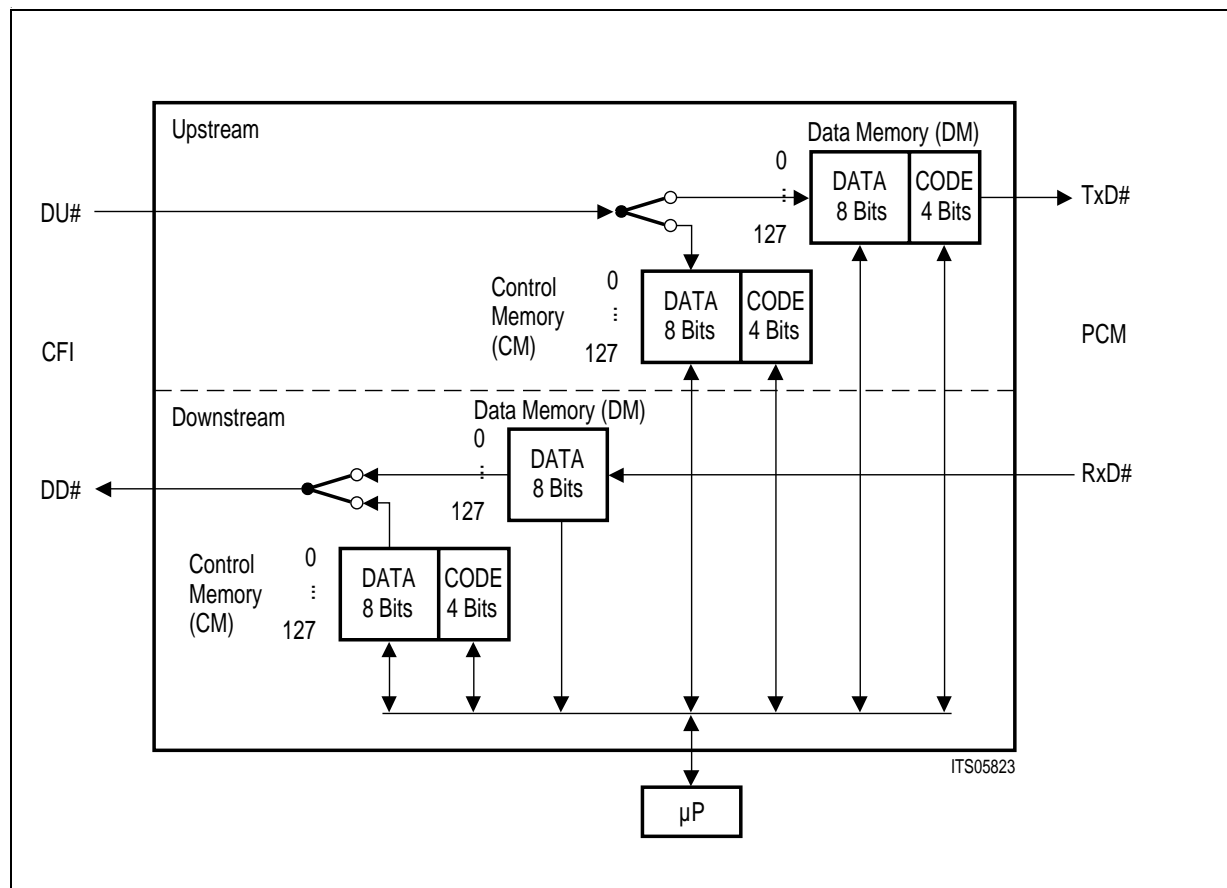 Upstream
Data Memory (DM)
0
⋮
127
DATA
8 Bits
CODE
4 Bits
DU#
TxD#
Control
Memory
(CM)
0
⋮
127
DATA
8 Bits
CODE
4 Bits
CFI
PCM
Downstream
Data Memory (DM)
0
⋮
127
DATA
8 Bits
DD#
RxD#
Control
Memory
(CM)
0
⋮
127
DATA
8 Bits
CODE
4 Bits
ITS05823
µP